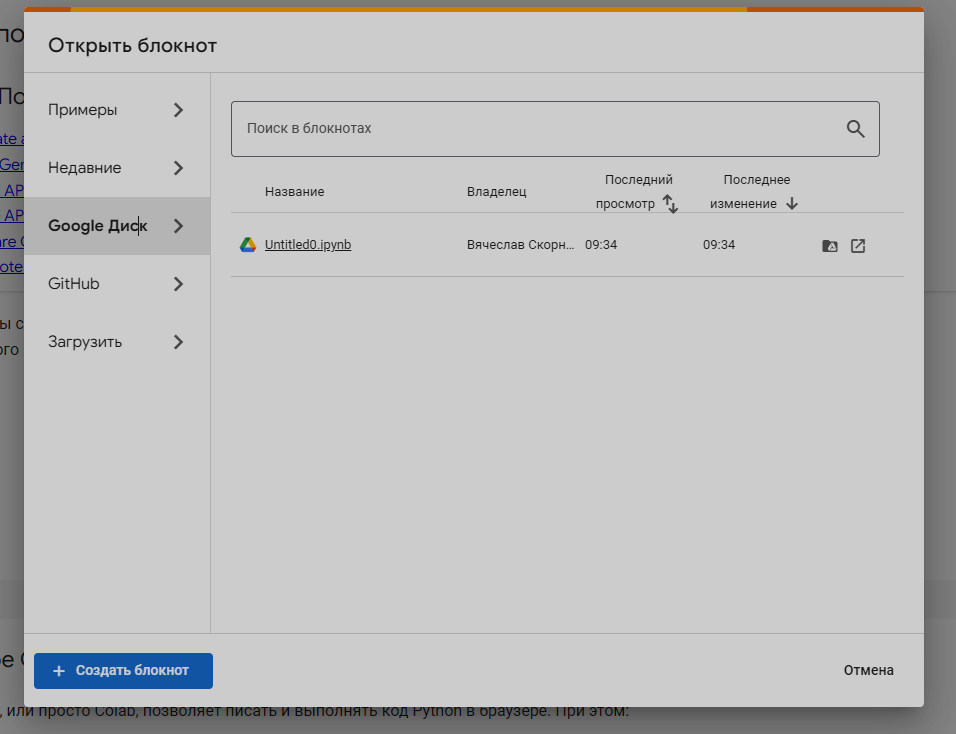 Открыть блокнот
Примеры
Недавние
Google Диск
GitHub
Загрузить
Поиск в блокнотах
Название
Владелец
Последний
просмотр
Последнее
изменение
Untitled0.ipynb
Вячеслав Скорн...
09:34
09:34
+ Создать блокнот
Отмена
, или просто Colab, позволяет писать и выполнять код Python в браузере. При этом: